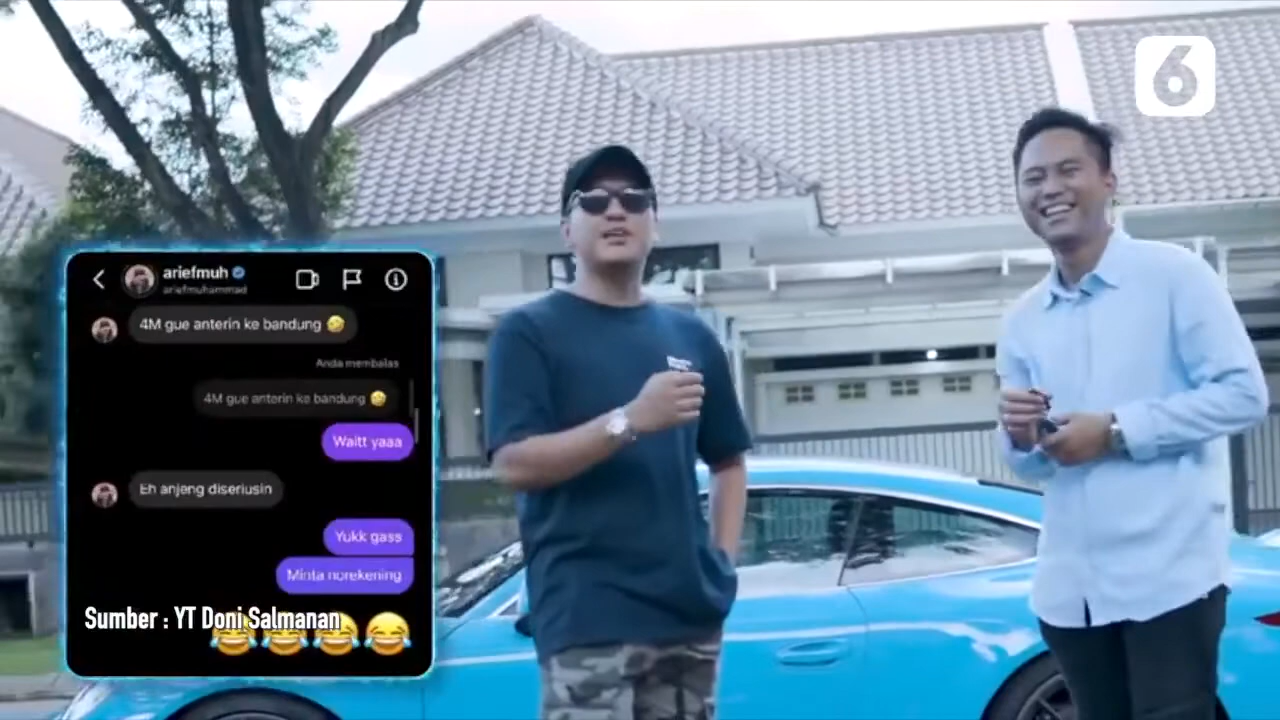 6
ariefmuh
ariefmuhammad
4M gue anterin ke bandung 🤣
Anda membalas
4M gue anterin ke bandung 🤣
Waitt yaaa
Eh anjeng diseriusin
Yukk gass
Minta norekening
Sumber : YT Doni Salmanan
😂😂😂😂